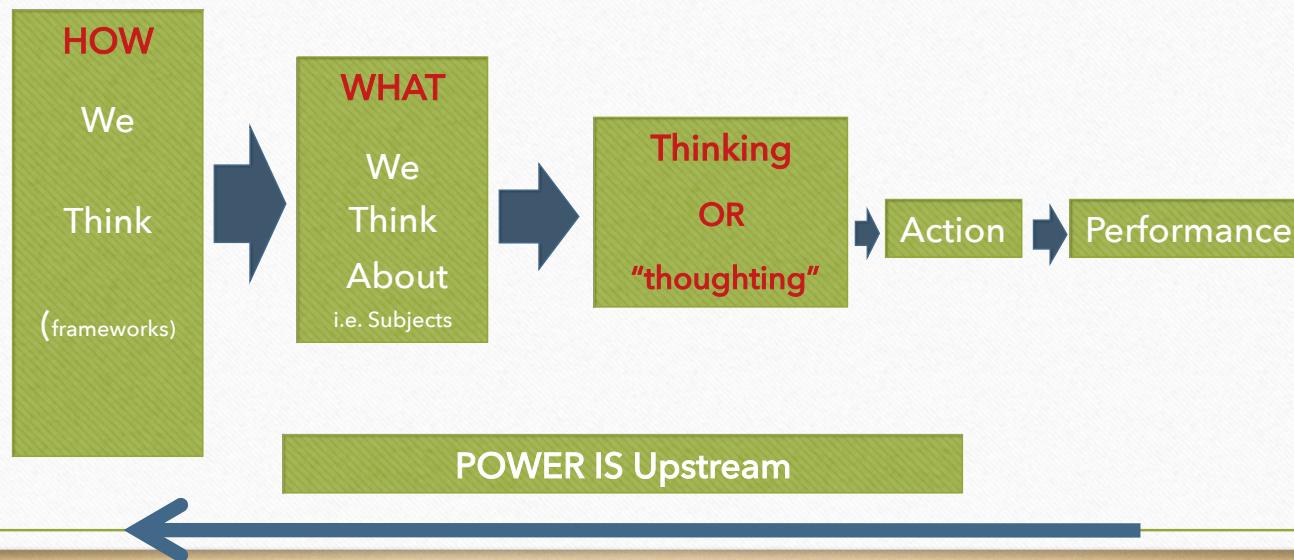 HOW
We
Think
(frameworks)
WHAT
We
Think
About
i.e. Subjects
Thinking
OR
"thoughting"
Action
Performance
POWER IS Upstream